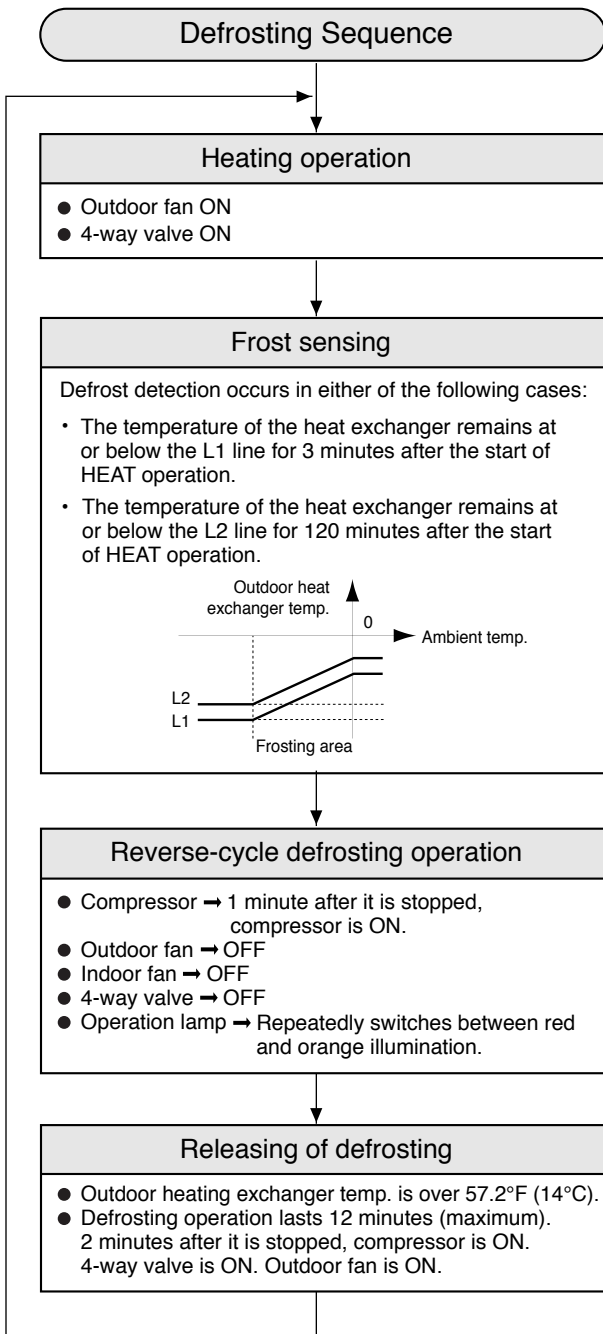 Defrosting Sequence
Heating operation
● Outdoor fan ON
● 4-way valve ON
Frost sensing
Defrost detection occurs in either of the following cases:
・ The temperature of the heat exchanger remains at
or below the L1 line for 3 minutes after the start of
HEAT operation.
・ The temperature of the heat exchanger remains at
or below the L2 line for 120 minutes after the start
of HEAT operation.
Outdoor heat
exchanger temp.
0
Ambient temp.
L2
L1
Frosting area
Reverse-cycle defrosting operation
● Compressor → 1 minute after it is stopped,
compressor is ON.
● Outdoor fan → OFF
● Indoor fan → OFF
● 4-way valve → OFF
● Operation lamp → Repeatedly switches between red
and orange illumination.
Releasing of defrosting
● Outdoor heating exchanger temp. is over 57.2°F (14°C).
● Defrosting operation lasts 12 minutes (maximum).
2 minutes after it is stopped, compressor is ON.
4-way valve is ON. Outdoor fan is ON.